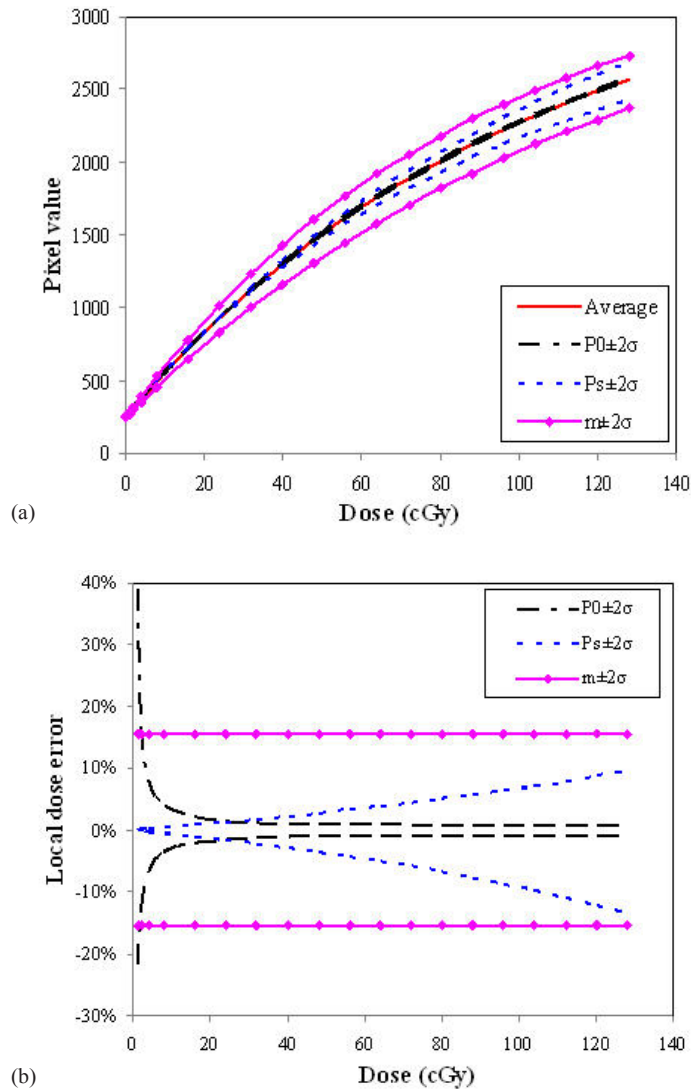 3000
2500
2000
1500
1000
500
0
Pixel value
Average
P0±2σ
Ps±2σ
m±2σ
0 20 40 60 80 100 120 140
Dose (cGy)
(a)
40%
30%
20%
10%
0%
-10%
-20%
-30%
Local dose error
P0±2σ
Ps±2σ
m±2σ
0 20 40 60 80 100 120 140
Dose (cGy)
(b)